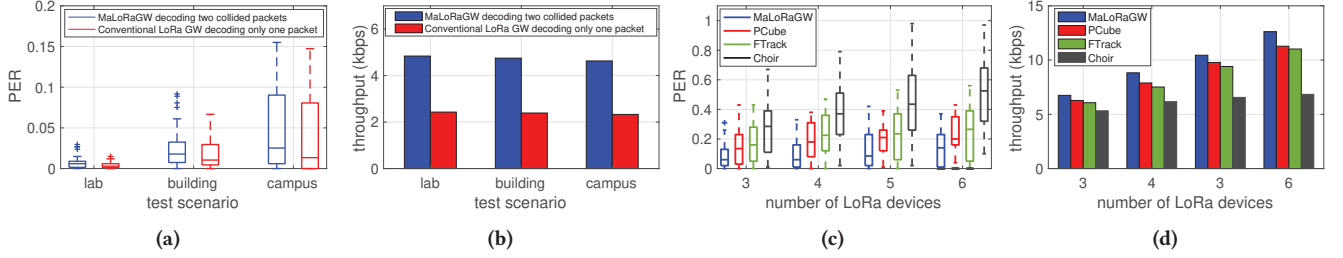 MaLoRaGW decoding two collided packets
Conventional LoRa GW decoding only one packet
0.2
0.15
0.1
0.05
0
PER
lab building campus
test scenario
(a)
MaLoRaGW decoding two collided packets
Conventional LoRa GW decoding only one packet
6
4
2
0
throughput (kbps)
lab building campus
test scenario
(b)
MaLoRaGW
PCube
FTrack
Choir
1
0.8
0.6
0.4
0.2
0
PER
3 4 5 6
number of LoRa devices
(c)
MaLoRaGW
PCube
FTrack
Choir
15
10
5
0
throughput (kbps)
3 4 3 6
number of LoRa devices
(d)